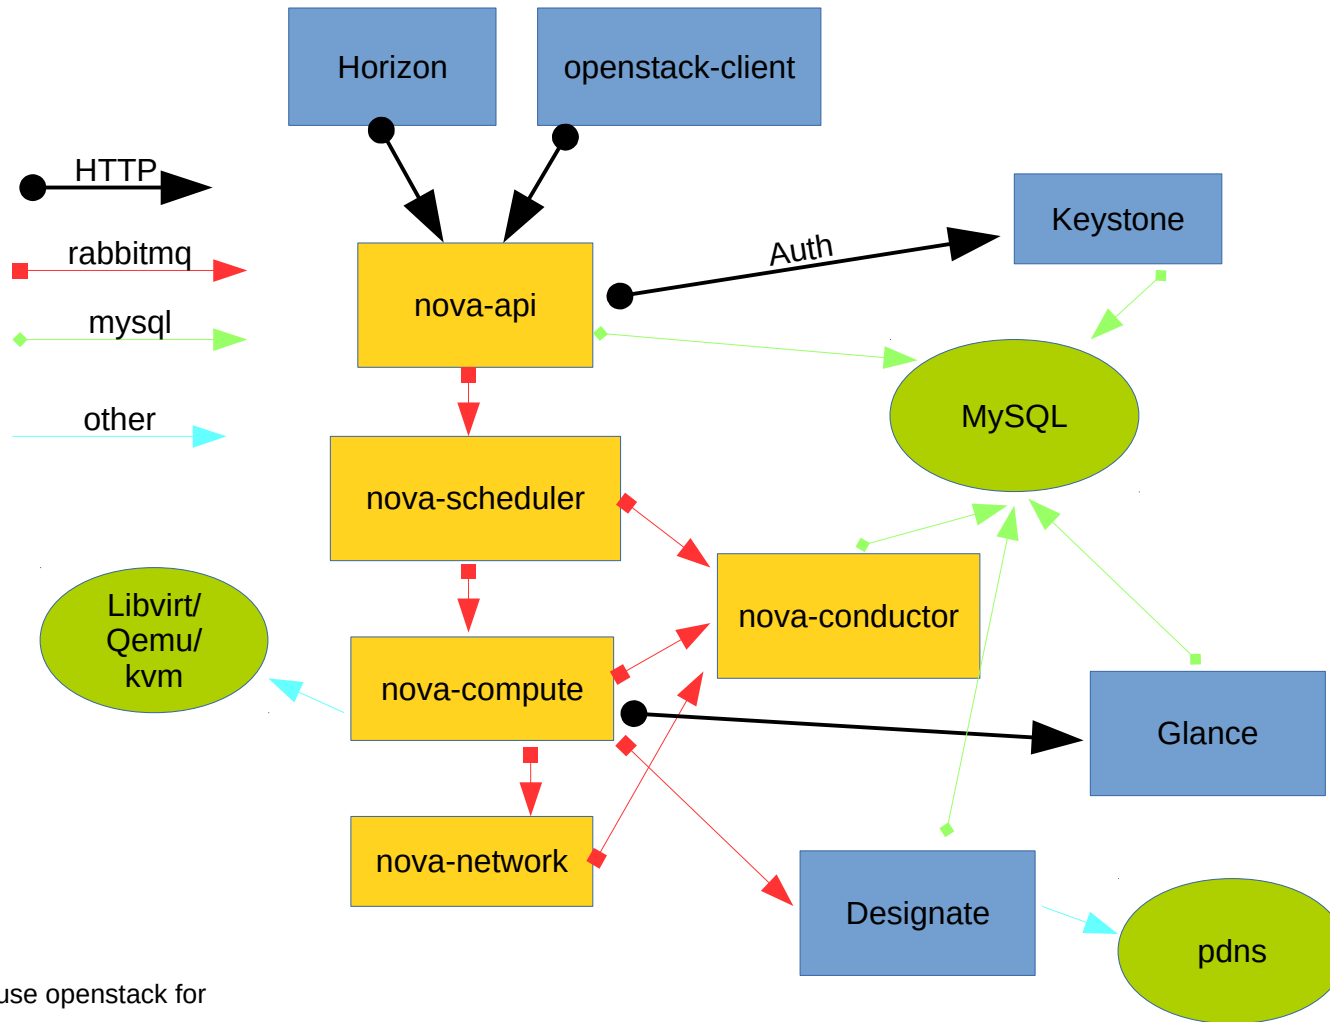 Horizon
openstack-client
HTTP
rabbitmq
mysql
other
Auth
Keystone
nova-api
MySQL
nova-scheduler
nova-conductor
Libvirt/
Qemu/
kvm
nova-compute
Glance
nova-network
Designate
pdns
use openstack for